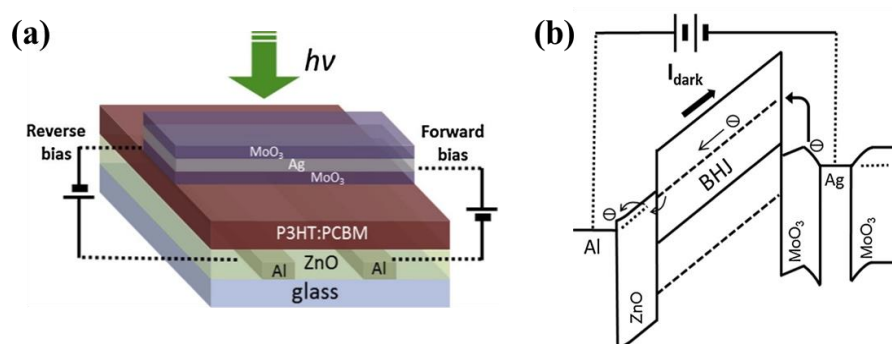 (a)
hν
Reverse
bias
Forward
bias
MoO₃
Ag
MoO₃
P3HT:PCBM
Al
ZnO
Al
glass
(b)
I_dark
⊖
⊖
⊖
BHJ
Al
Ag
ZnO
MoO₃
MoO₃